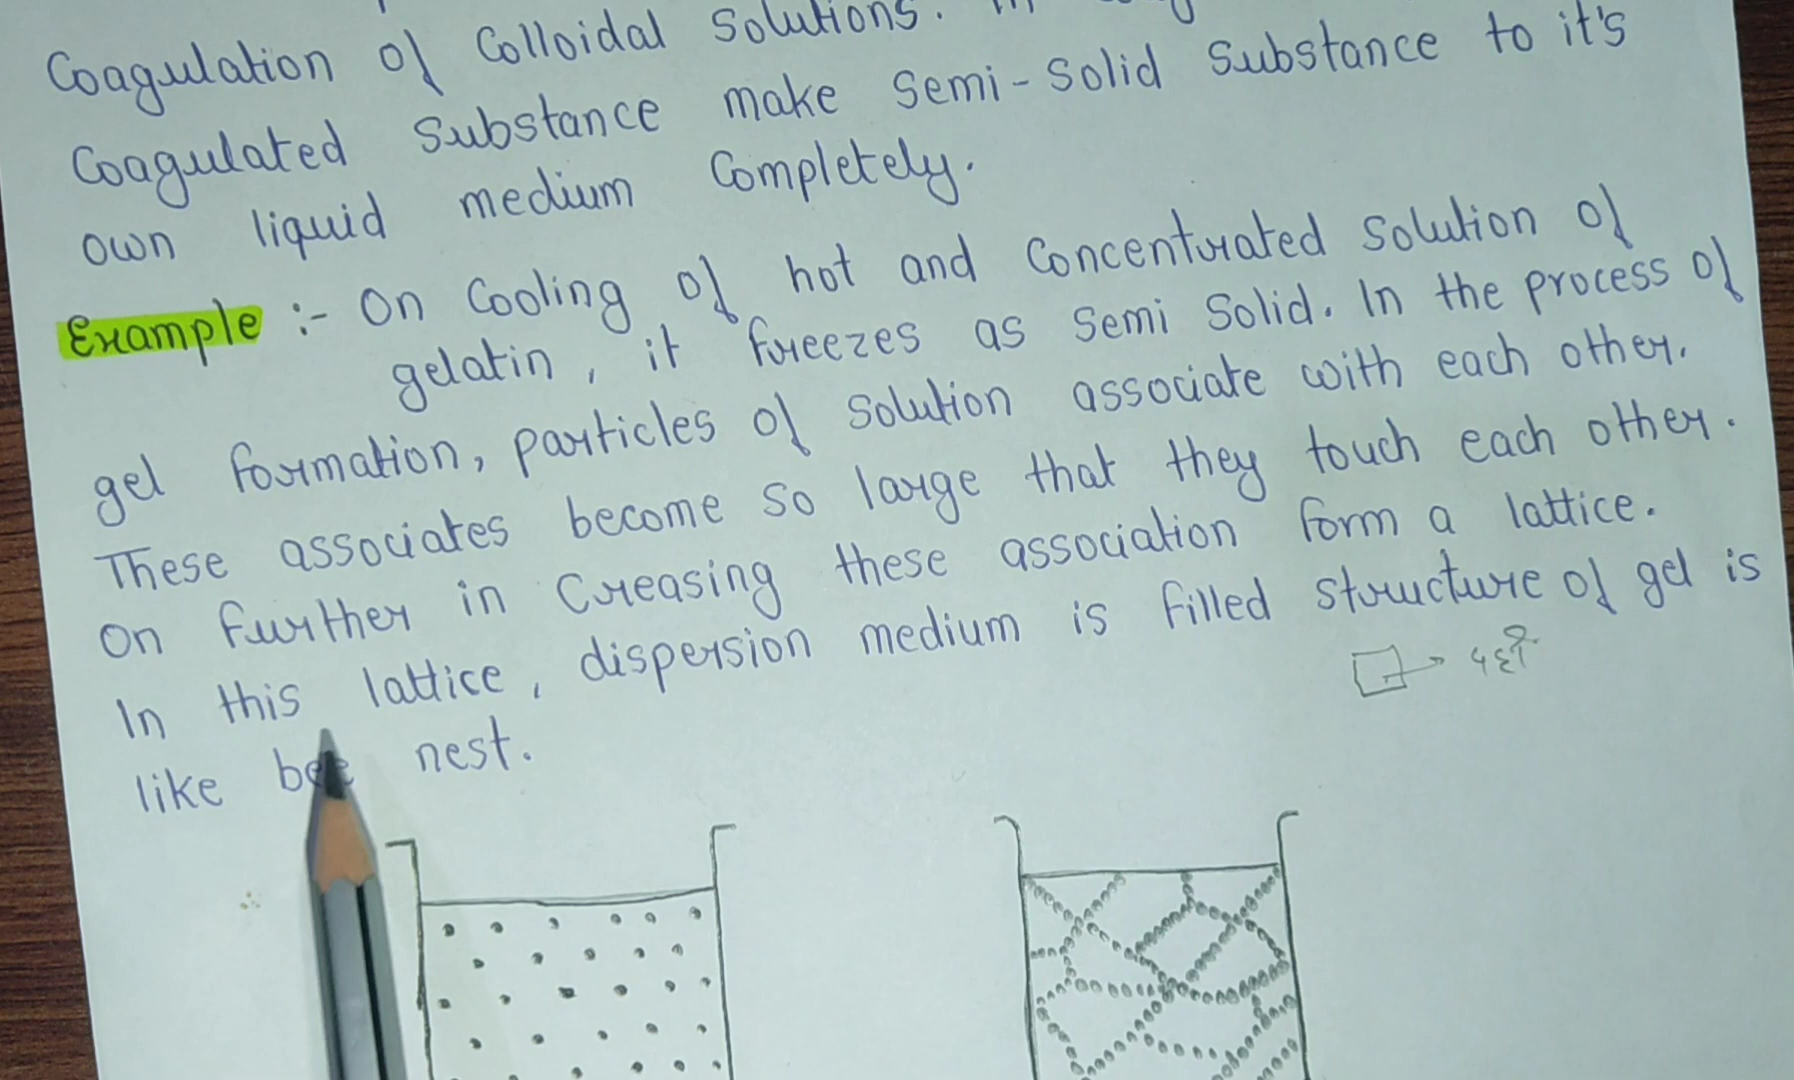 Coagulation of Colloidal Solutions. In
Coagulated Substance make Semi-Solid Substance to it's
own liquid medium Completely.
Example :- On Cooling of hot and Concentrated Solution of
gelatin, it freezes as Semi Solid. In the process of
gel formation, particles of Solution associate with each other.
These associates become so large that they touch each other.
On further in Creasing these association form a lattice.
In this lattice, dispersion medium is filled structure of gel is
like bee nest.